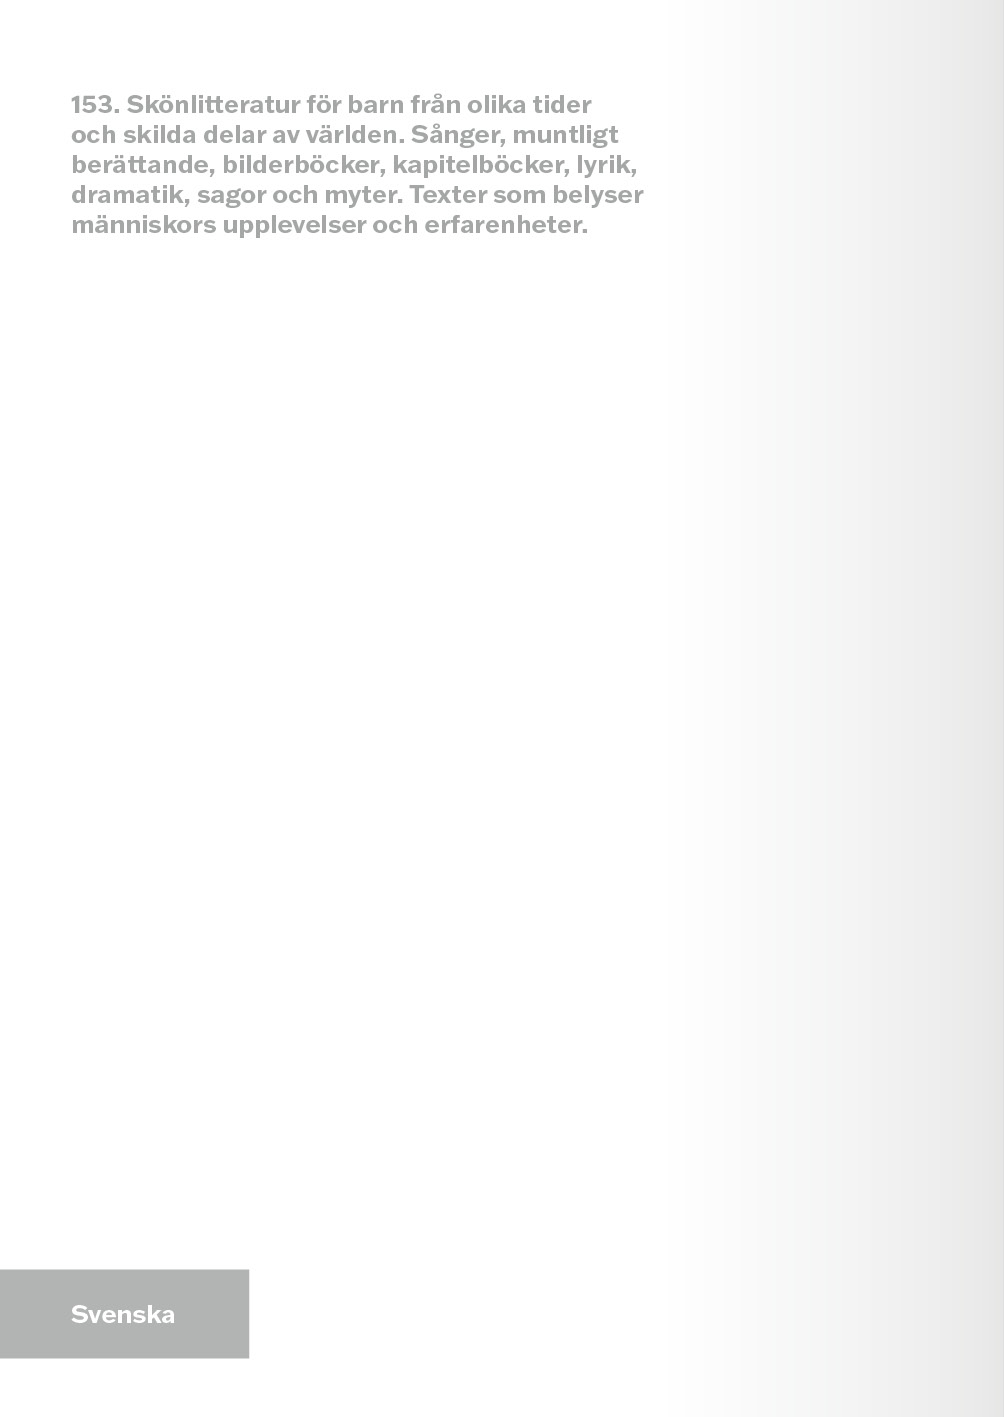 153. Skönlitteratur för barn från olika tider
och skilda delar av världen. Sånger, muntligt
berättande, bilderböcker, kapitelböcker, lyrik,
dramatik, sagor och myter. Texter som belyser
människors upplevelser och erfarenheter.
Svenska